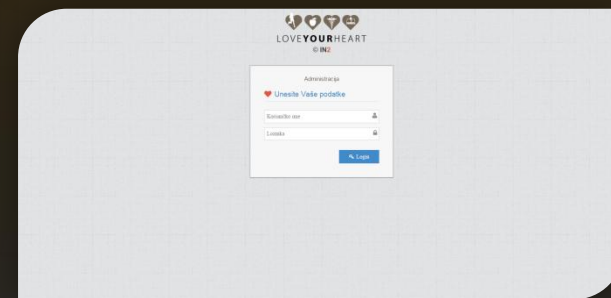 LOVEYOURHEART
© IN2
Administracija
Unesite Vaše podatke
Korisničko ime
Lozinka
Login